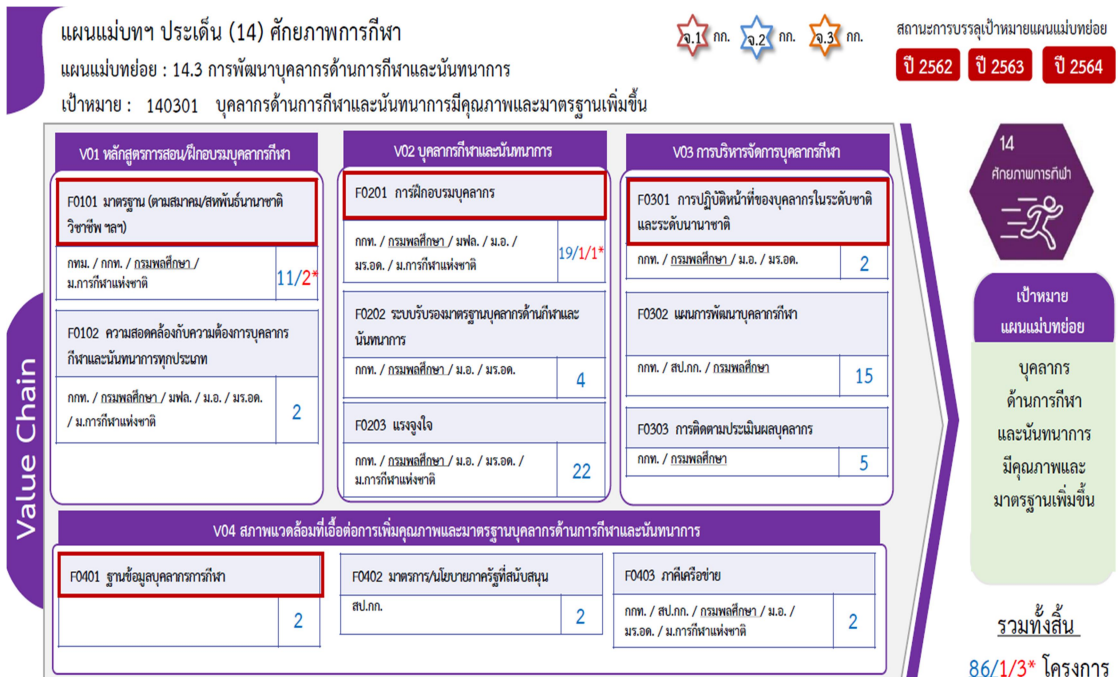 แผนแม่บทฯ ประเด็น (14) ศักยภาพการกีฬา
แผนแม่บทย่อย : 14.3 การพัฒนาบุคลากรด้านการกีฬาและนันทนาการ
เป้าหมาย : 140301 บุคลากรด้านการกีฬาและนันทนาการมีคุณภาพและมาตรฐานเพิ่มขึ้น
จ.1 กก. จ.2 กก. จ.3 กก.
สถานะการบรรลุเป้าหมายแผนแม่บทย่อย
ปี 2562 ปี 2563 ปี 2564
Value Chain
V01 หลักสูตรการสอน/ฝึกอบรมบุคลากรกีฬา
F0101 มาตรฐาน (ตามสมาคม/สหพันธ์นานาชาติ
วิชาชีพ ฯลฯ)
กทม. / กกท. / กรมพลศึกษา /
ม.การกีฬาแห่งชาติ
11/2*
F0102 ความสอดคล้องกับความต้องการบุคลากร
กีฬาและนันทนาการทุกประเภท
กกท. / กรมพลศึกษา / มฟล. / ม.อ. / มร.อด.
/ ม.การกีฬาแห่งชาติ
2
V02 บุคลากรกีฬาและนันทนาการ
F0201 การฝึกอบรมบุคลากร
กกท. / กรมพลศึกษา / มฟล. / ม.อ. /
มร.อด. / ม.การกีฬาแห่งชาติ
19/1/1*
F0202 ระบบรับรองมาตรฐานบุคลากรด้านกีฬาและ
นันทนาการ
กกท. / กรมพลศึกษา / ม.อ. / มร.อด.
4
F0203 แรงจูงใจ
กกท. / กรมพลศึกษา / ม.อ. / มร.อด. /
ม.การกีฬาแห่งชาติ
22
V03 การบริหารจัดการบุคลากรกีฬา
F0301 การปฏิบัติหน้าที่ของบุคลากรในระดับชาติ
และระดับนานาชาติ
กกท. / กรมพลศึกษา / ม.อ. / มร.อด.
2
F0302 แผนการพัฒนาบุคลากรกีฬา
กกท. / สป.กก. / กรมพลศึกษา
15
F0303 การติดตามประเมินผลบุคลากร
กกท. / กรมพลศึกษา
5
V04 สภาพแวดล้อมที่เอื้อต่อการเพิ่มคุณภาพและมาตรฐานบุคลากรด้านการกีฬาและนันทนาการ
F0401 ฐานข้อมูลบุคลากรการกีฬา
2
F0402 มาตรการ/นโยบายภาครัฐที่สนับสนุน
สป.กก.
2
F0403 ภาคีเครือข่าย
กกท. / สป.กก. / กรมพลศึกษา / ม.อ. /
มร.อด. / ม.การกีฬาแห่งชาติ
2
14
ศักยภาพการกีฬา
เป้าหมาย
แผนแม่บทย่อย
บุคลากร
ด้านการกีฬา
และนันทนาการ
มีคุณภาพและ
มาตรฐานเพิ่มขึ้น
รวมทั้งสิ้น
86/1/3* โครงการ